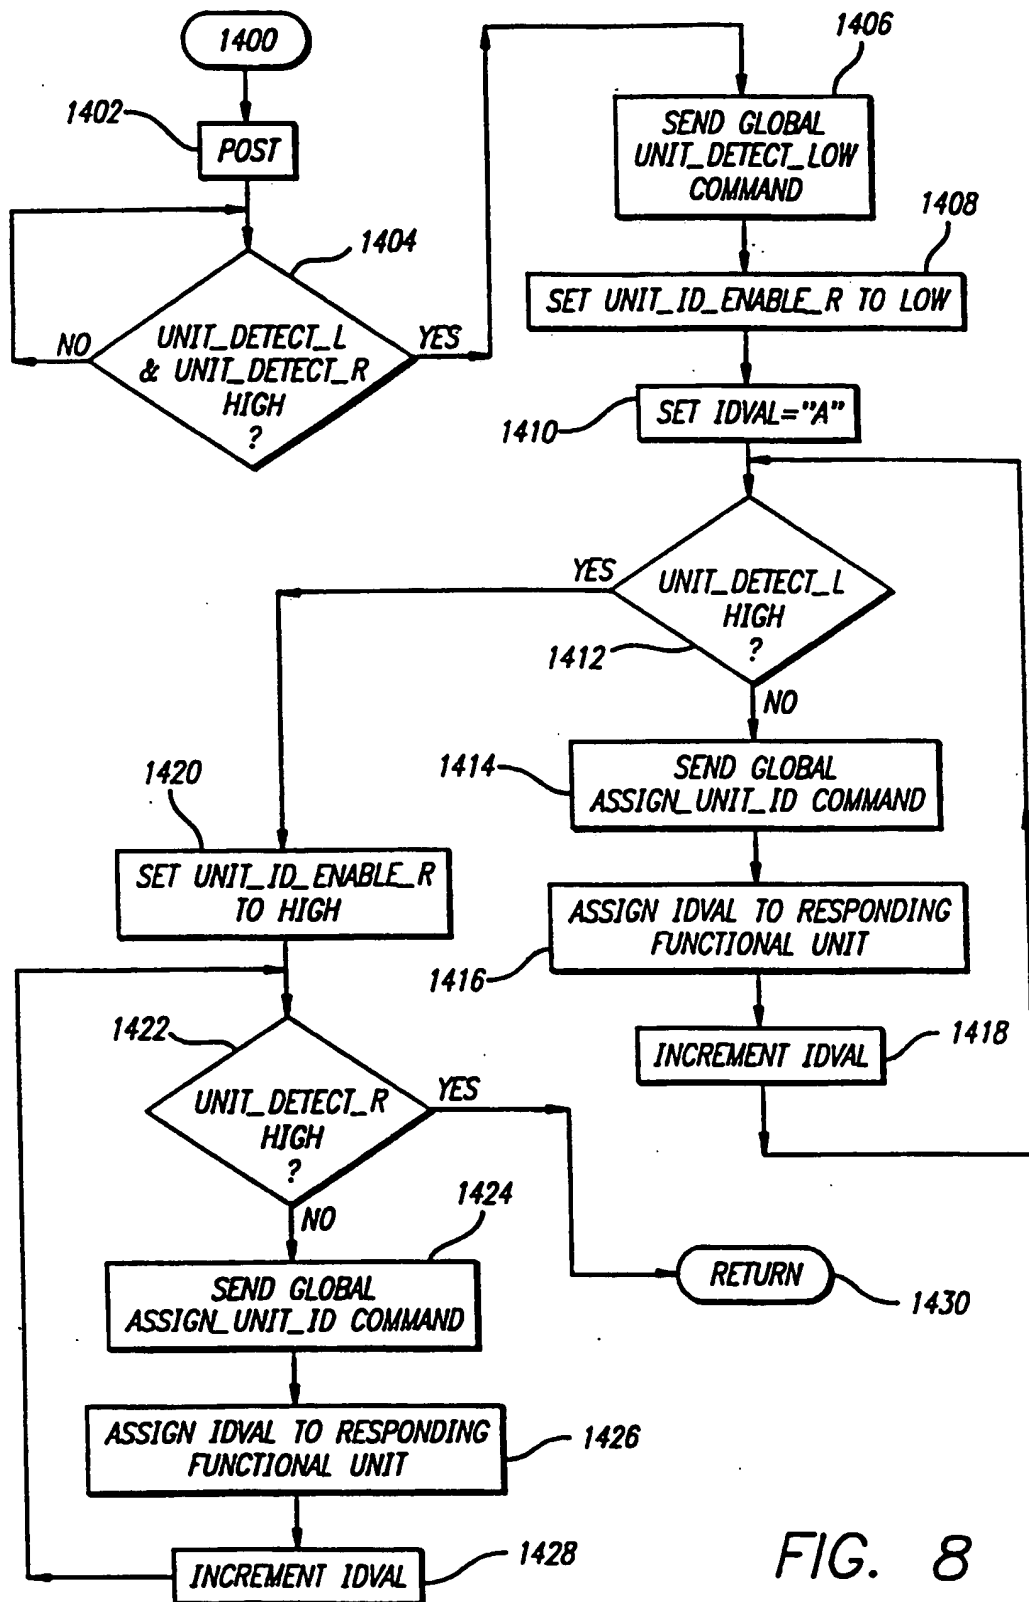 1400
1402
POST
1404
NO
UNIT_DETECT_L
& UNIT_DETECT_R
HIGH
?
YES
1406
SEND GLOBAL
UNIT_DETECT_LOW
COMMAND
1408
SET UNIT_ID_ENABLE_R TO LOW
1410
SET IDVAL="A"
YES
UNIT_DETECT_L
HIGH
?
1412
NO
1414
SEND GLOBAL
ASSIGN_UNIT_ID COMMAND
ASSIGN IDVAL TO RESPONDING
FUNCTIONAL UNIT
1416
INCREMENT IDVAL
1418
1420
SET UNIT_ID_ENABLE_R
TO HIGH
1422
UNIT_DETECT_R
HIGH
?
YES
NO
1424
SEND GLOBAL
ASSIGN_UNIT_ID COMMAND
ASSIGN IDVAL TO RESPONDING
FUNCTIONAL UNIT
1426
INCREMENT IDVAL
1428
RETURN
1430
FIG. 8